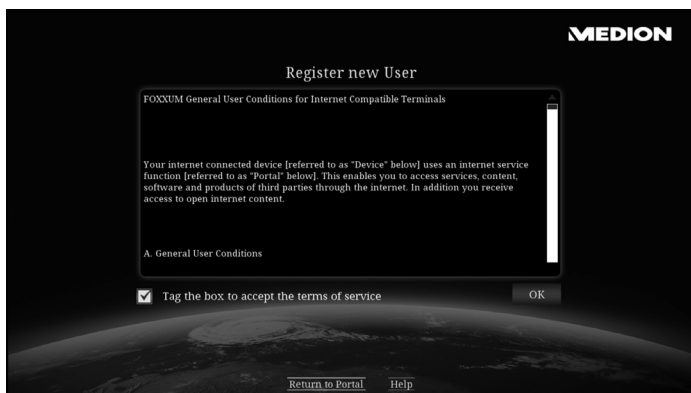 MEDION
Register new User
FOXXUM General User Conditions for Internet Compatible Terminals
Your internet connected device [referred to as "Device" below] uses an internet service
function [referred to as "Portal" below]. This enables you to access services, content,
software and products of third parties through the internet. In addition you receive
access to open internet content.
A. General User Conditions
Tag the box to accept the terms of service
OK
Return to Portal
Help